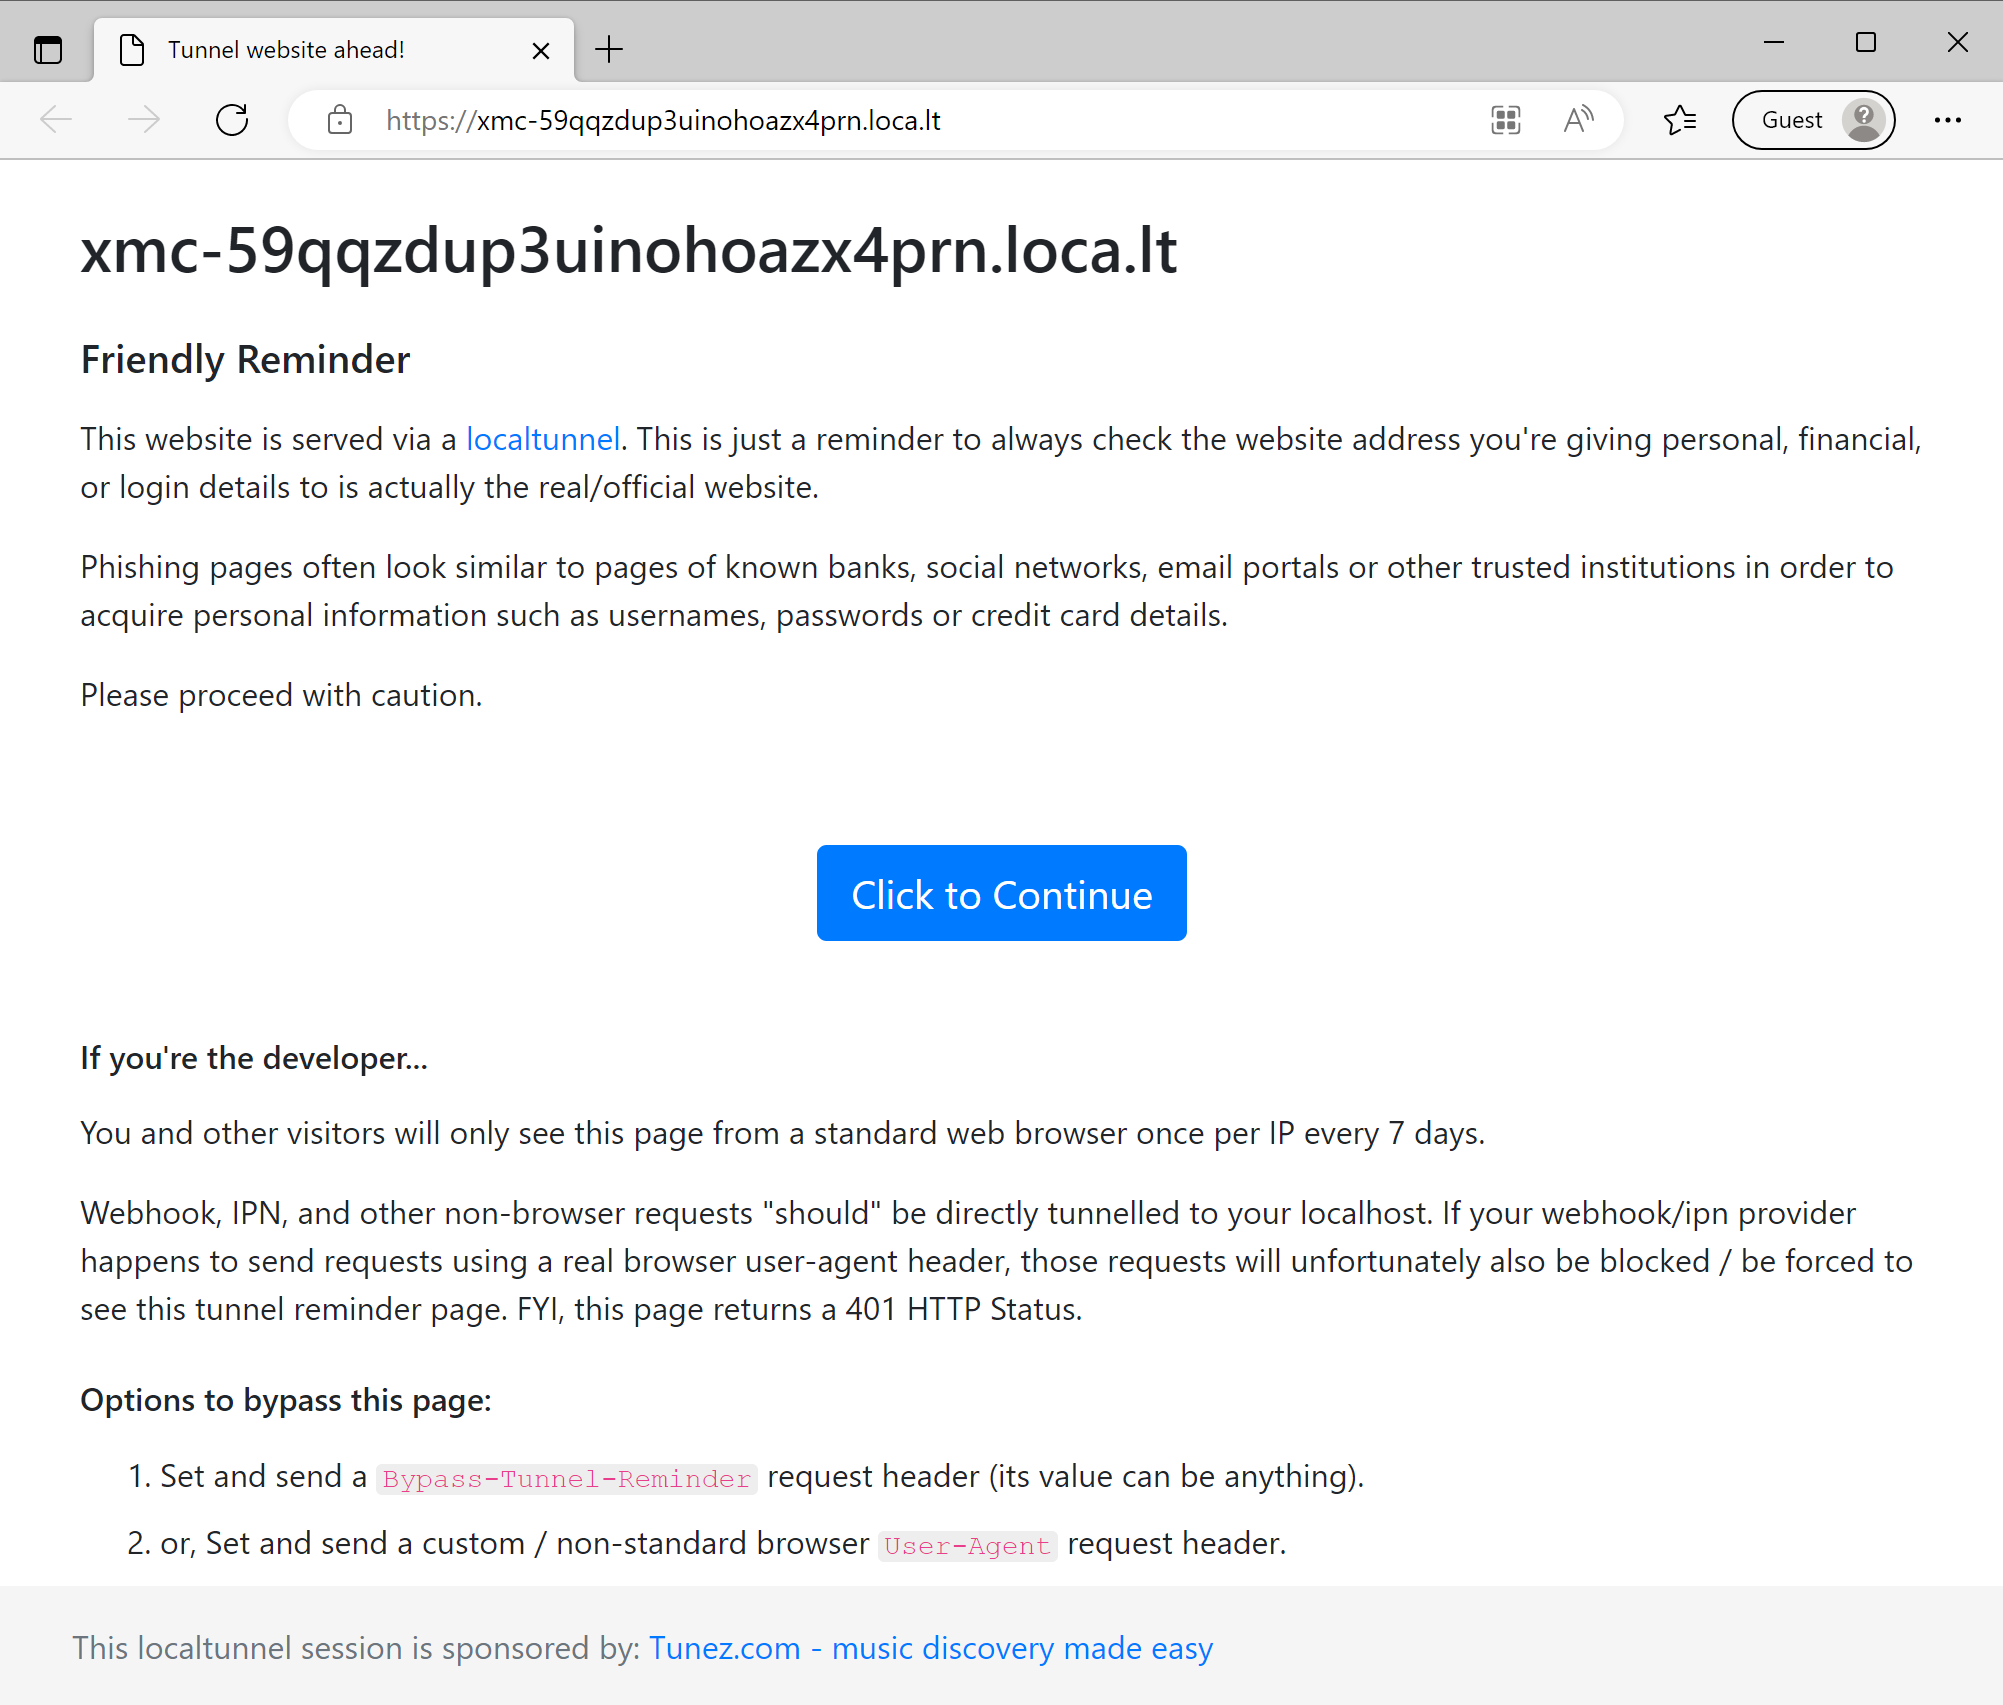 Tunnel website ahead!
https://xmc-59qqzdup3uinohoazx4prn.loca.lt
Guest
xmc-59qqzdup3uinohoazx4prn.loca.lt
Friendly Reminder
This website is served via a localtunnel. This is just a reminder to always check the website address you're giving personal, financial,
or login details to is actually the real/official website.
Phishing pages often look similar to pages of known banks, social networks, email portals or other trusted institutions in order to
acquire personal information such as usernames, passwords or credit card details.
Please proceed with caution.
Click to Continue
If you're the developer...
You and other visitors will only see this page from a standard web browser once per IP every 7 days.
Webhook, IPN, and other non-browser requests "should" be directly tunnelled to your localhost. If your webhook/ipn provider
happens to send requests using a real browser user-agent header, those requests will unfortunately also be blocked / be forced to
see this tunnel reminder page. FYI, this page returns a 401 HTTP Status.
Options to bypass this page:
1. Set and send a Bypass-Tunnel-Reminder request header (its value can be anything).
2. or, Set and send a custom / non-standard browser User-Agent request header.
This localtunnel session is sponsored by: Tunez.com - music discovery made easy